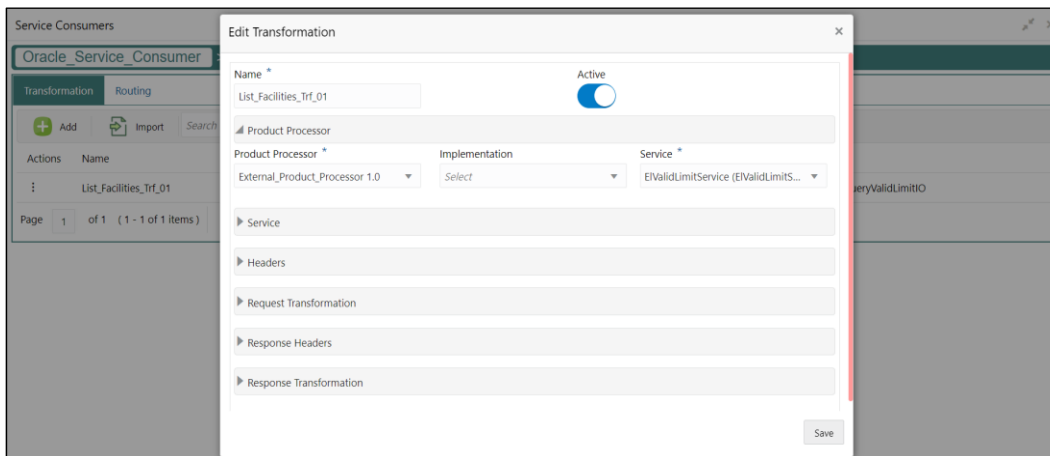 Service Consumers
Edit Transformation
Oracle_Service_Consumer
Name *
Active
Transformation Routing
List_Facilities_Trf_01
Add Import Search
Product Processor
Actions Name
Product Processor * Implementation Service *
List_Facilities_Trf_01
External_Product_Processor 1.0 Select ElValidLimitService (ElValidLimitS...
eryValidLimitIO
Page 1 of 1 ( 1 - 1 of 1 items )
Service
Headers
Request Transformation
Response Headers
Response Transformation
Save